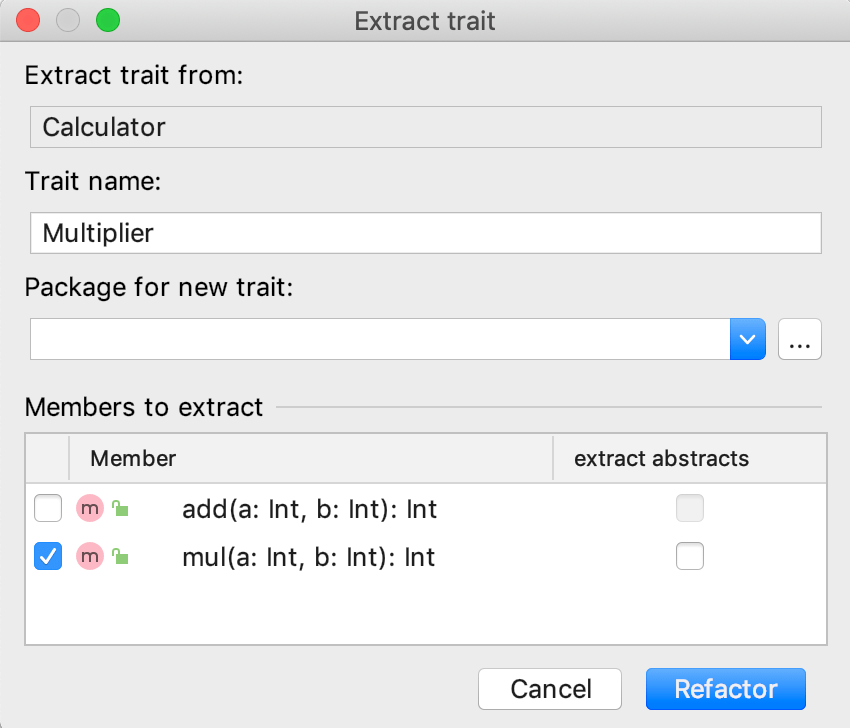 Extract trait
Extract trait from:
Calculator
Trait name:
Multiplier
Package for new trait:
...
Members to extract
Member extract abstracts
m add(a: Int, b: Int): Int
m mul(a: Int, b: Int): Int
Cancel Refactor